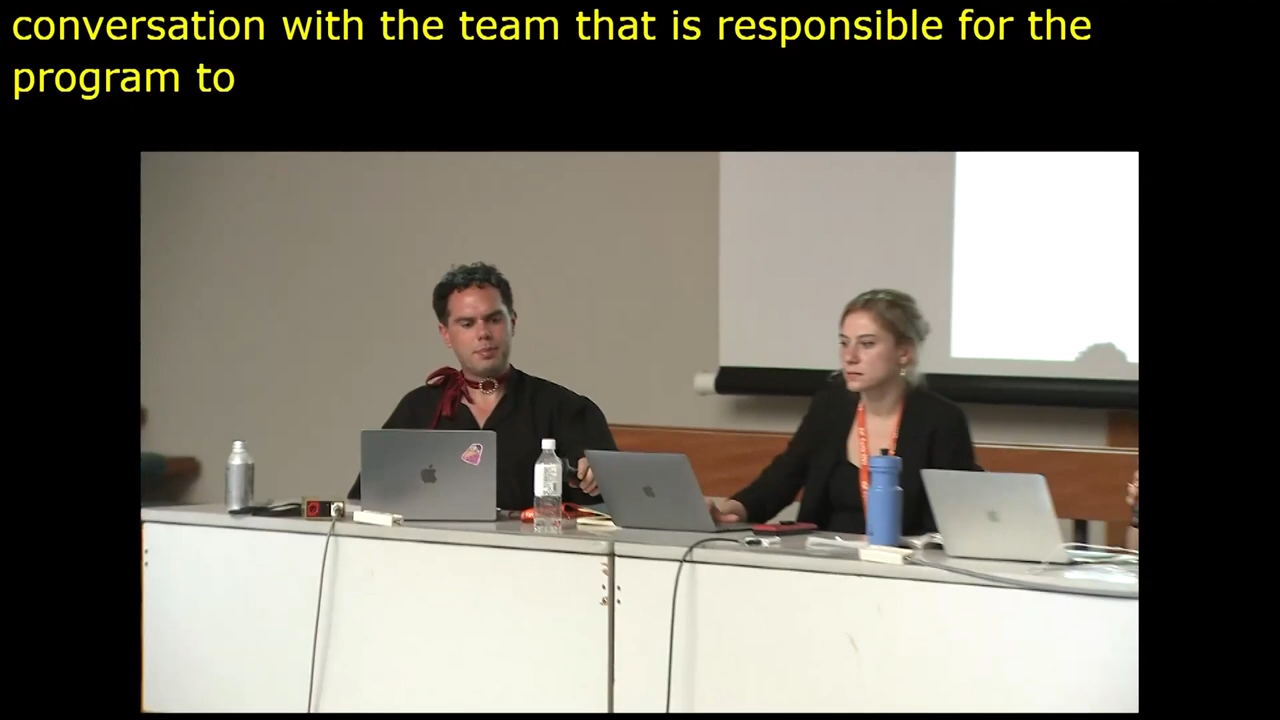 conversation with the team that is responsible for the
program to